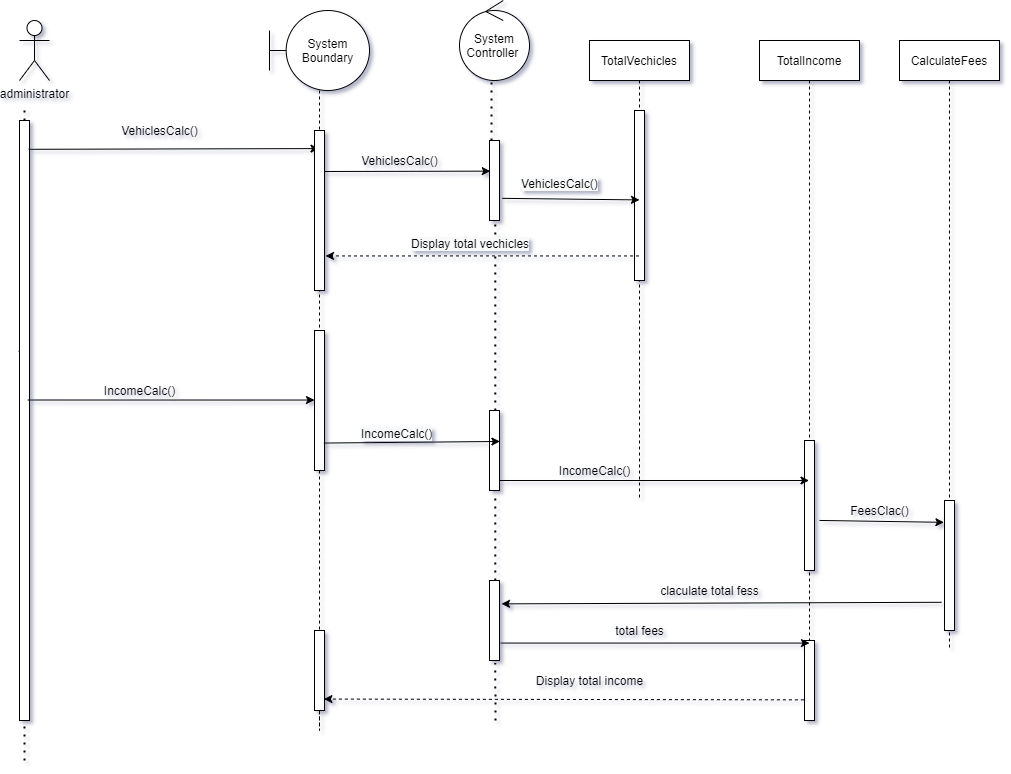 System
Boundary
System
Controller
TotalVechicles
TotalIncome
CalculateFees
administrator
VehiclesCalc()
VehiclesCalc()
VehiclesCalc()
Display total vechicles
IncomeCalc()
IncomeCalc()
IncomeCalc()
FeesClac()
claculate total fess
total fees
Display total income